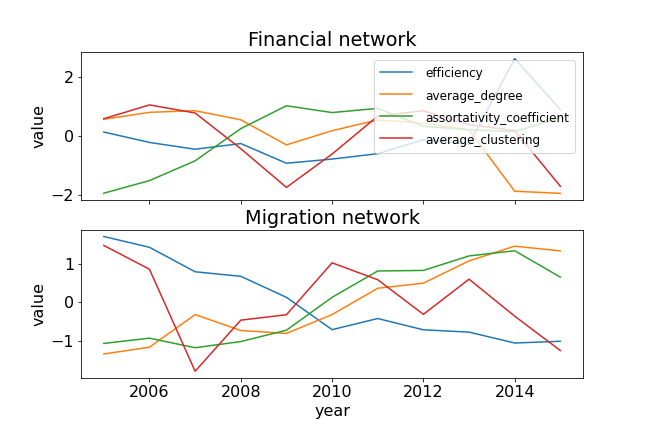 Financial network
2
0
−2
value
efficiency
average_degree
assortativity_coefficient
average_clustering
Migration network
1
0
−1
value
2006 2008 2010 2012 2014
year